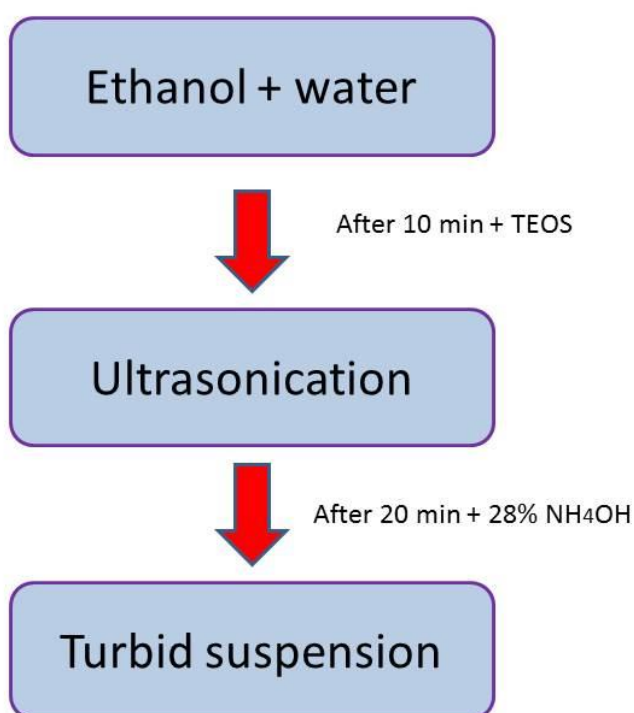 Ethanol + water
After 10 min + TEOS
Ultrasonication
After 20 min + 28% NH4OH
Turbid suspension